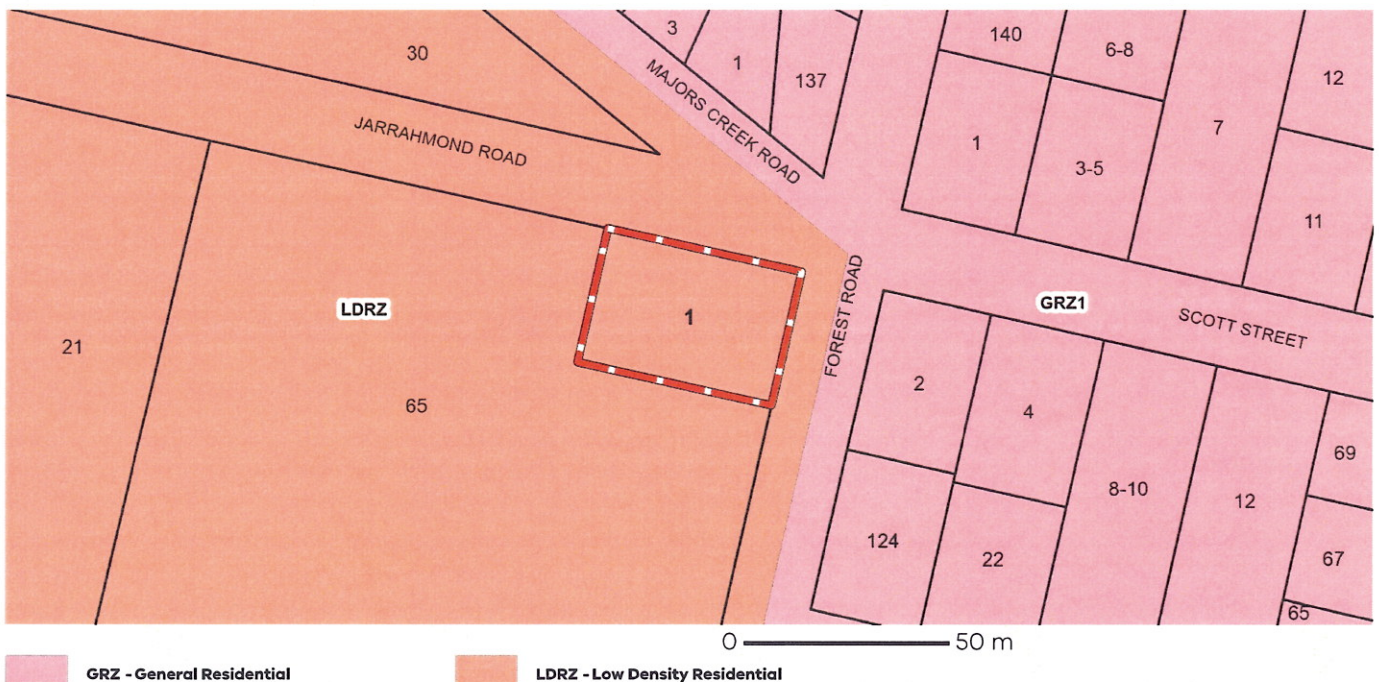 30
3
1
137
140
6-8
12
MAJORS CREEK ROAD
JARRAHMOND ROAD
1
3-5
7
11
LDRZ
1
FOREST ROAD
GRZ1
SCOTT STREET
21
65
2
4
8-10
12
69
124
22
67
65
0 50 m
GRZ - General Residential
LDRZ - Low Density Residential